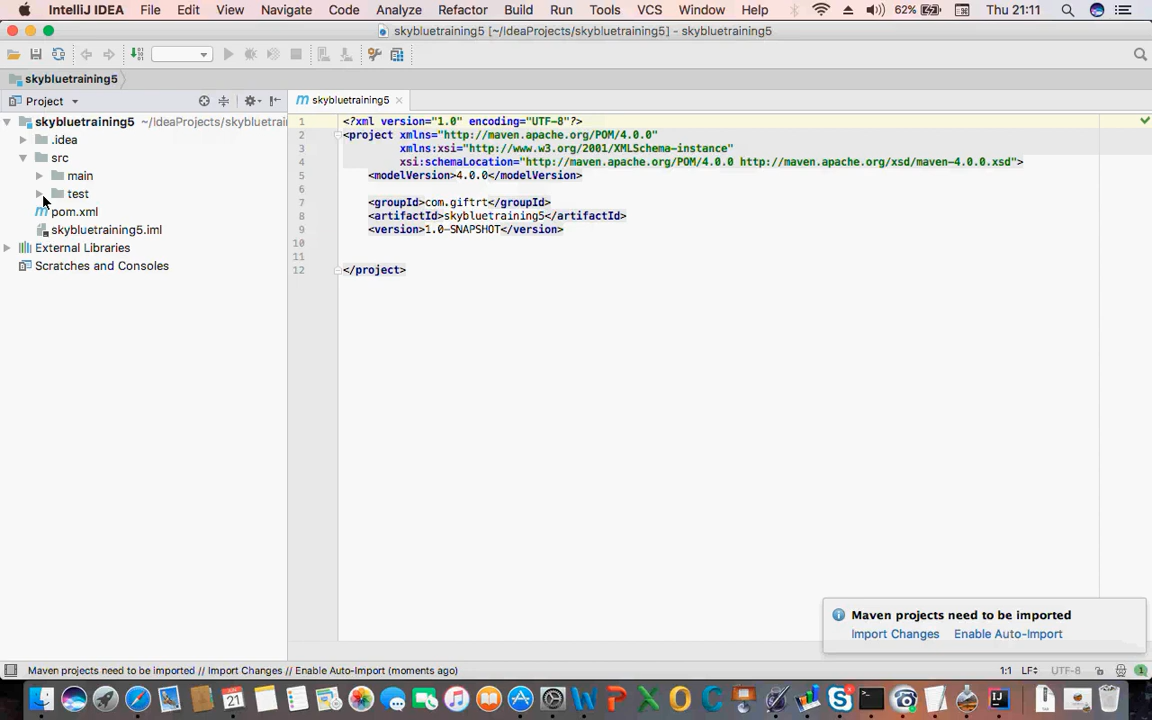 IntelliJ IDEA File Edit View Navigate Code Analyze Refactor Build Run Tools VCS Window Help 62% Thu 21:11
skybluetraining5 [~/IdeaProjects/skybluetraining5] - skybluetraining5
skybluetraining5
Project
skybluetraining5
skybluetraining5 ~/IdeaProjects/skybluetrai
.idea
src
main
test
pom.xml
skybluetraining5.iml
External Libraries
Scratches and Consoles
1 <?xml version="1.0" encoding="UTF-8"?>
2 <project xmlns="http://maven.apache.org/POM/4.0.0"
3 xmlns:xsi="http://www.w3.org/2001/XMLSchema-instance"
4 xsi:schemaLocation="http://maven.apache.org/POM/4.0.0 http://maven.apache.org/xsd/maven-4.0.0.xsd">
5 <modelVersion>4.0.0</modelVersion>
6
7 <groupId>com.giftrt</groupId>
8 <artifactId>skybluetraining5</artifactId>
9 <version>1.0-SNAPSHOT</version>
10
11
12 </project>
Maven projects need to be imported
Import Changes Enable Auto-Import
Maven projects need to be imported // Import Changes // Enable Auto-Import (moments ago) 1:1 LF UTF-8 1